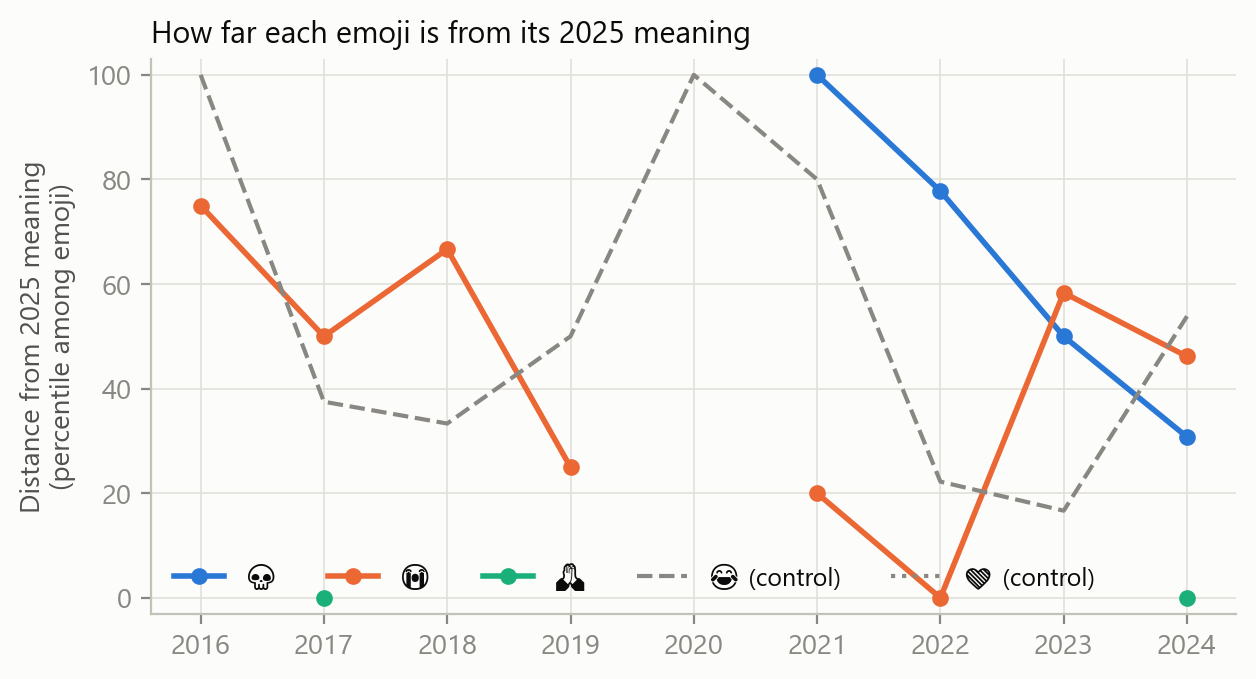 How far each emoji is from its 2025 meaning
Distance from 2025 meaning
(percentile among emoji)
100
80
60
40
20
0
💀 😭 🙏 😂 (control) 💚 (control)
2016 2017 2018 2019 2020 2021 2022 2023 2024